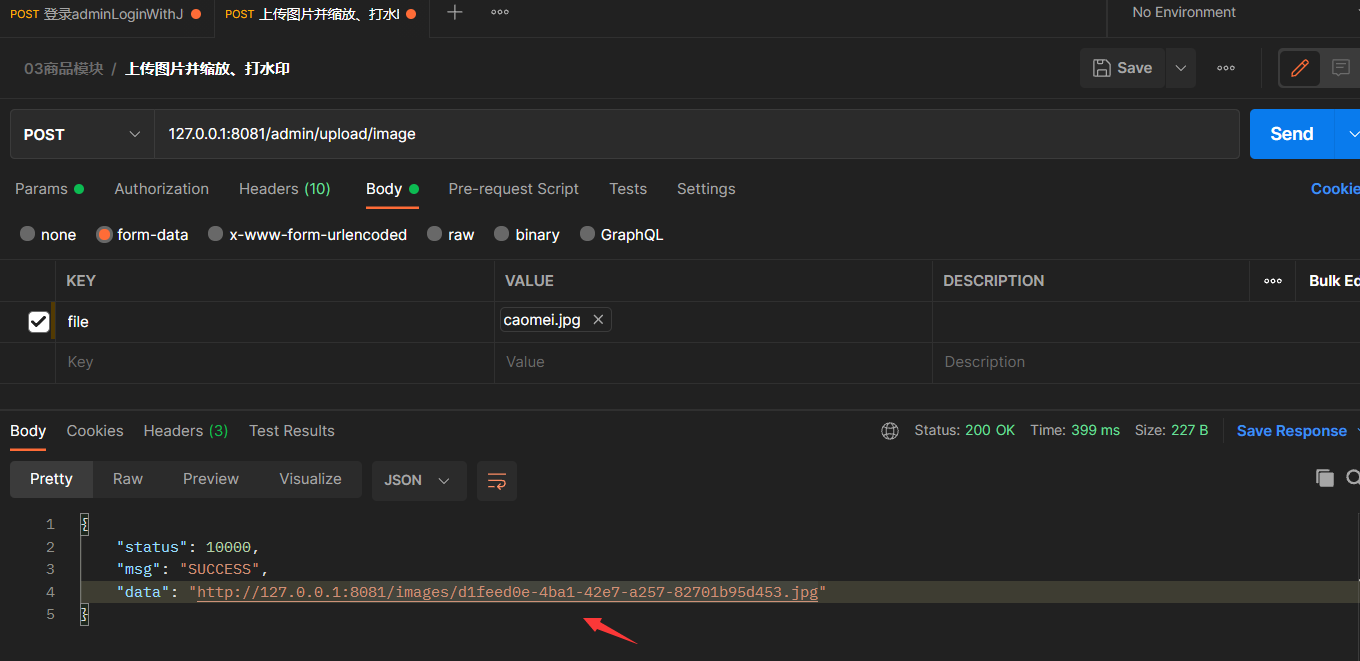 POST 登录adminLoginWithJ POST 上传图片并缩放、打水 No Environment
03商品模块 / 上传图片并缩放、打水印 Save
POST 127.0.0.1:8081/admin/upload/image Send
Params Authorization Headers (10) Body Pre-request Script Tests Settings Cookie
none form-data x-www-form-urlencoded raw binary GraphQL
KEY VALUE DESCRIPTION Bulk Ed
file caomei.jpg
Key Value Description
Body Cookies Headers (3) Test Results Status: 200 OK Time: 399 ms Size: 227 B Save Response
Pretty Raw Preview Visualize JSON
1 {
2 "status": 10000,
3 "msg": "SUCCESS",
4 "data": "http://127.0.0.1:8081/images/d1feed0e-4ba1-42e7-a257-82701b95d453.jpg"
5 }